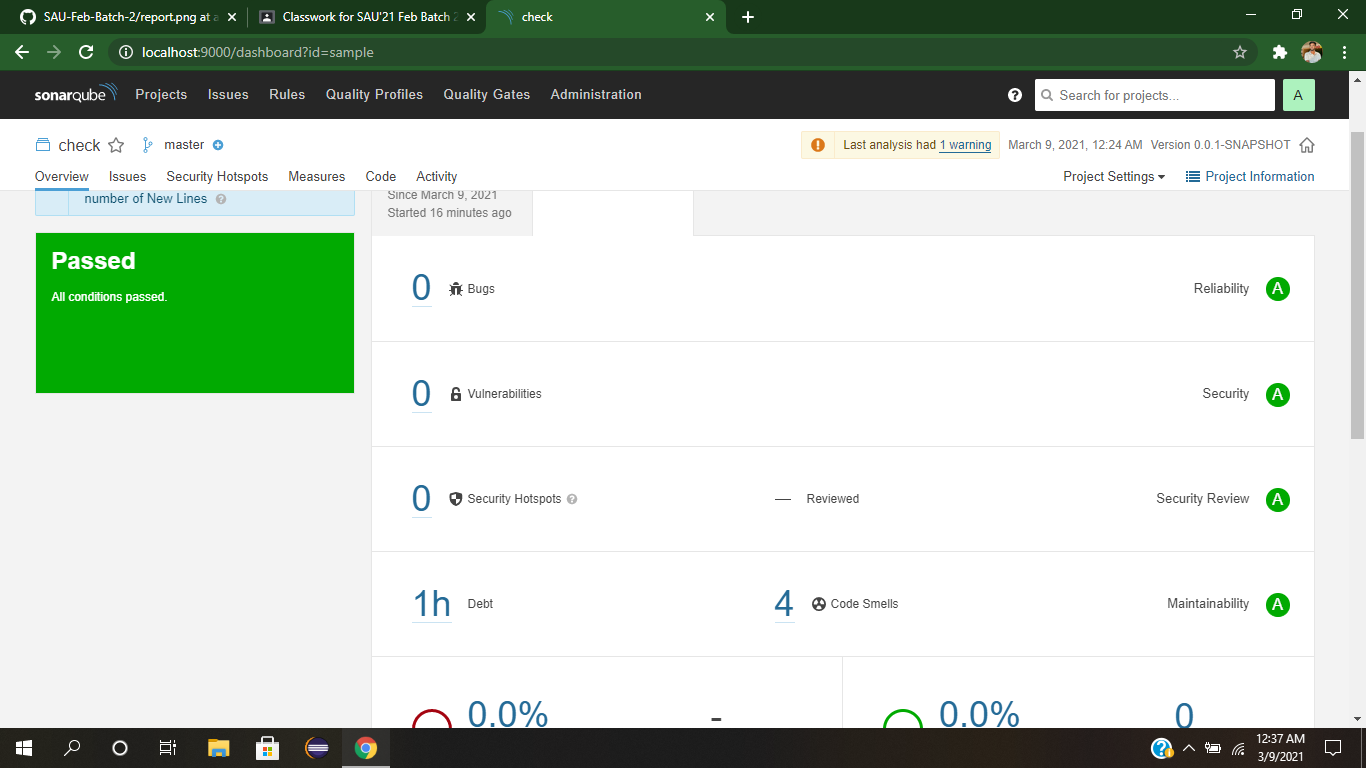 SAU-Feb-Batch-2/report.png at a
Classwork for SAU'21 Feb Batch 2
check
localhost:9000/dashboard?id=sample
sonarqube Projects Issues Rules Quality Profiles Quality Gates Administration Search for projects... A
check master Last analysis had 1 warning March 9, 2021, 12:24 AM Version 0.0.1-SNAPSHOT
Overview Issues Security Hotspots Measures Code Activity Project Settings Project Information
number of New Lines
Since March 9, 2021
Started 16 minutes ago
Passed
All conditions passed.
0 Bugs Reliability A
0 Vulnerabilities Security A
0 Security Hotspots Reviewed Security Review A
1h Debt 4 Code Smells Maintainability A
0.0% - 0.0% 0
12:37 AM
3/9/2021